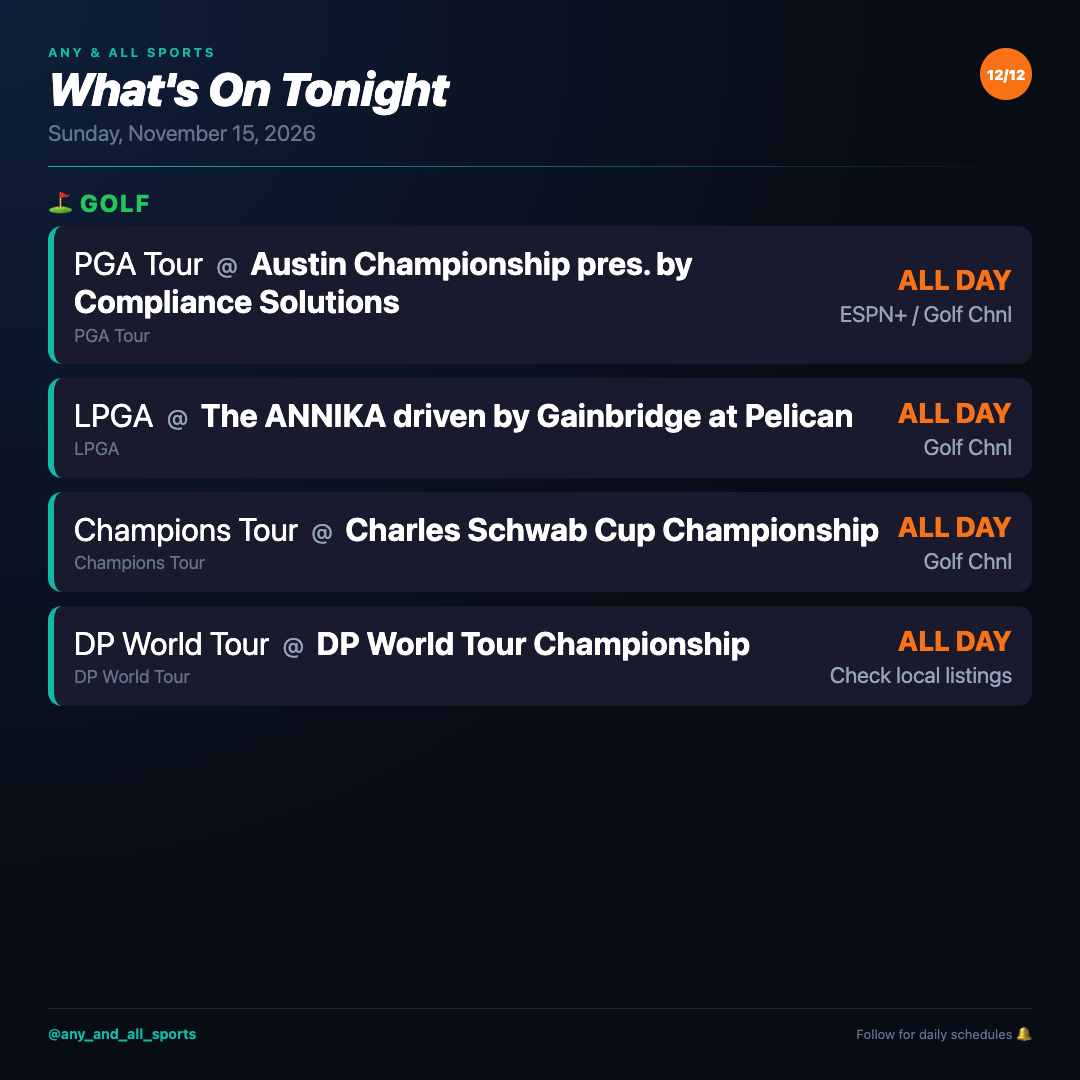 ANY & ALL SPORTS
What's On Tonight
12/12
Sunday, November 15, 2026
GOLF
PGA Tour @ Austin Championship pres. by
Compliance Solutions
PGA Tour
ALL DAY
ESPN+ / Golf Chnl
LPGA @ The ANNIKA driven by Gainbridge at Pelican
LPGA
ALL DAY
Golf Chnl
Champions Tour @ Charles Schwab Cup Championship
Champions Tour
ALL DAY
Golf Chnl
DP World Tour @ DP World Tour Championship
DP World Tour
ALL DAY
Check local listings
@any_and_all_sports
Follow for daily schedules 🔔